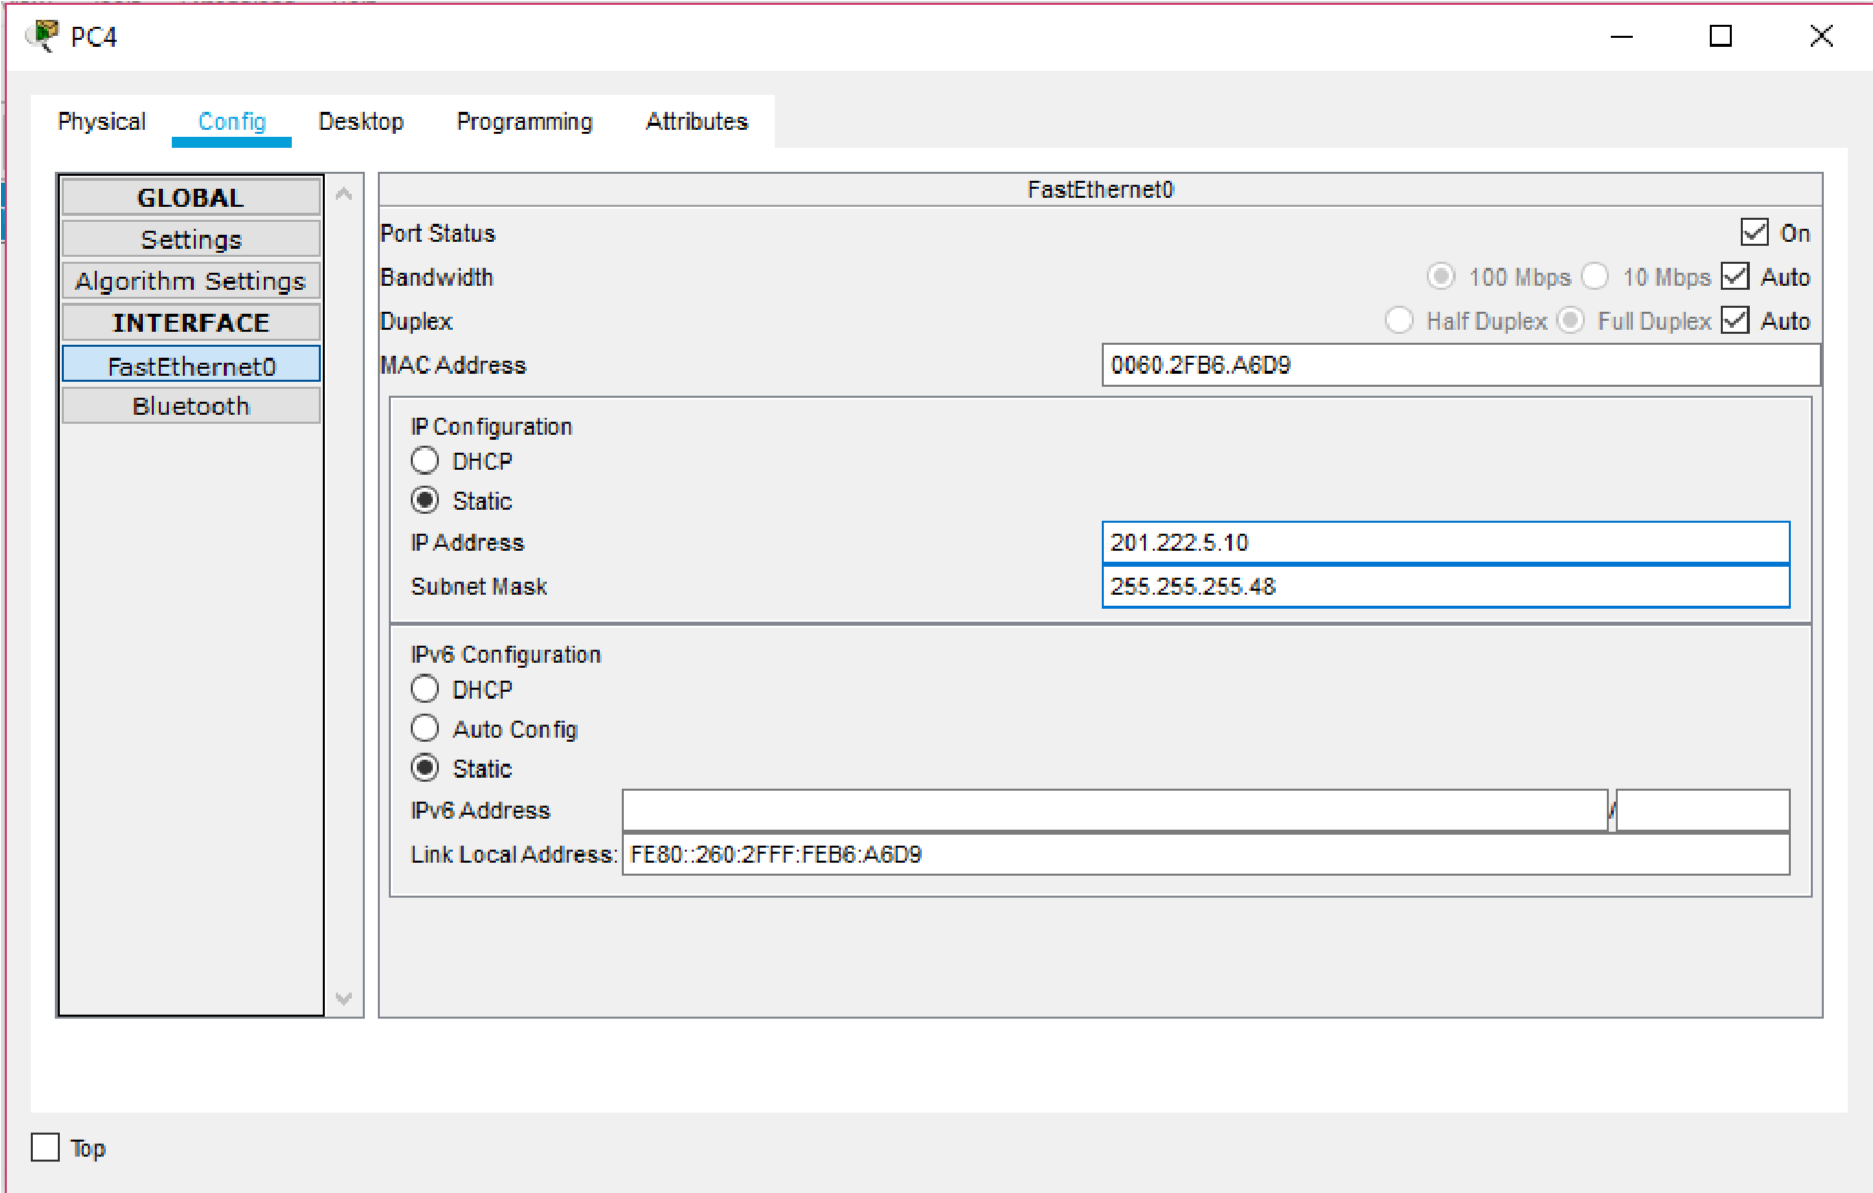 PC4
Physical Config Desktop Programming Attributes
GLOBAL
Settings
Algorithm Settings
INTERFACE
FastEthernet0
Bluetooth
FastEthernet0
Port Status On
Bandwidth 100 Mbps 10 Mbps Auto
Duplex Half Duplex Full Duplex Auto
MAC Address 0060.2FB6.A6D9
IP Configuration
DHCP
Static
IP Address 201.222.5.10
Subnet Mask 255.255.255.48
IPv6 Configuration
DHCP
Auto Config
Static
IPv6 Address /
Link Local Address: FE80::260:2FFF:FEB6:A6D9
Top